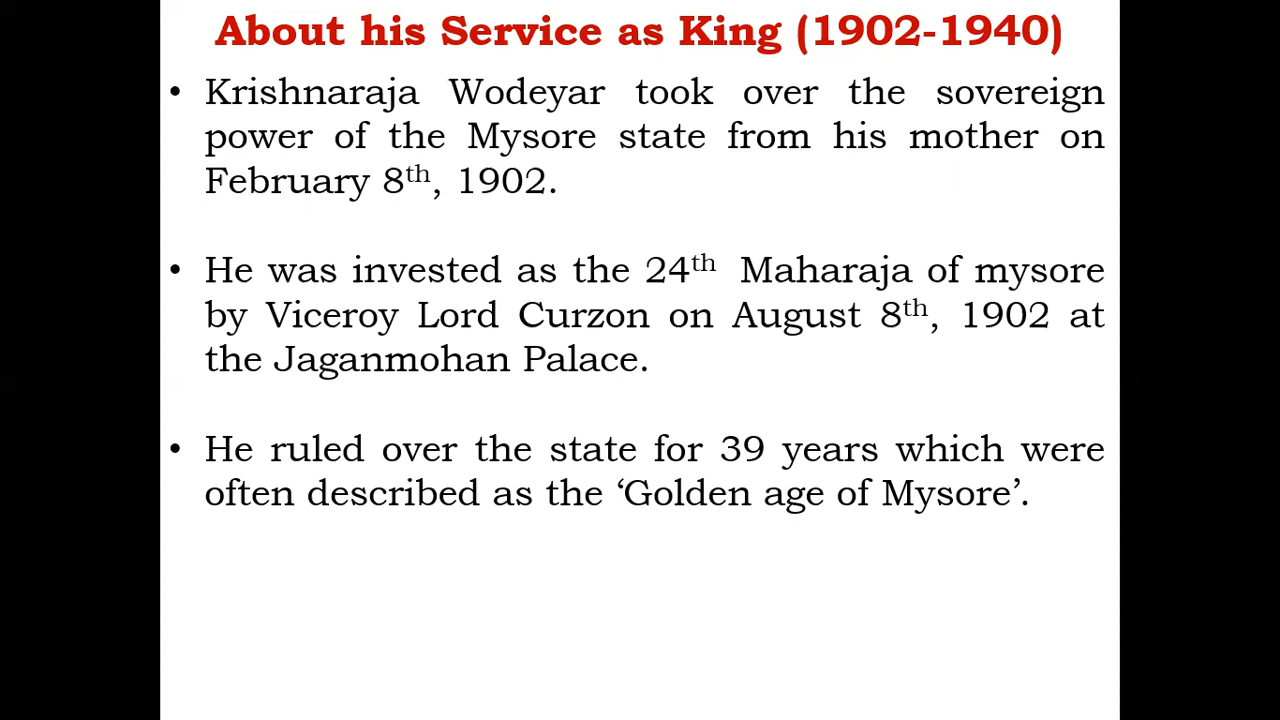 About his Service as King (1902-1940)
• Krishnaraja Wodeyar took over the sovereign
power of the Mysore state from his mother on
February 8th, 1902.
• He was invested as the 24th Maharaja of mysore
by Viceroy Lord Curzon on August 8th, 1902 at
the Jaganmohan Palace.
• He ruled over the state for 39 years which were
often described as the ‘Golden age of Mysore’.